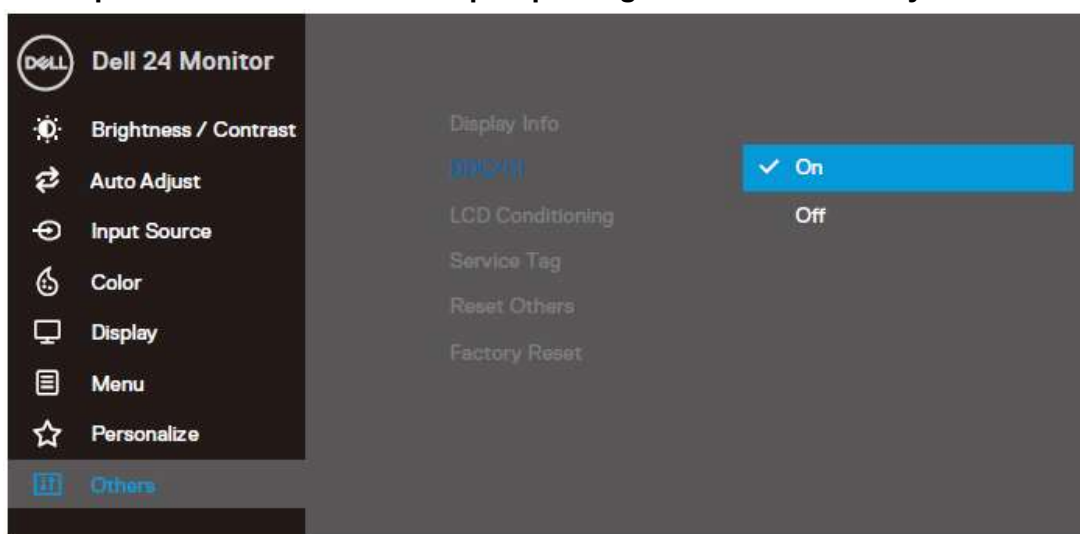 DELL
Dell 24 Monitor
Brightness / Contrast
Auto Adjust
Input Source
Color
Display
Menu
Personalize
Others
Display Info
DDC/CI
LCD Conditioning
Service Tag
Reset Others
Factory Reset
On
Off